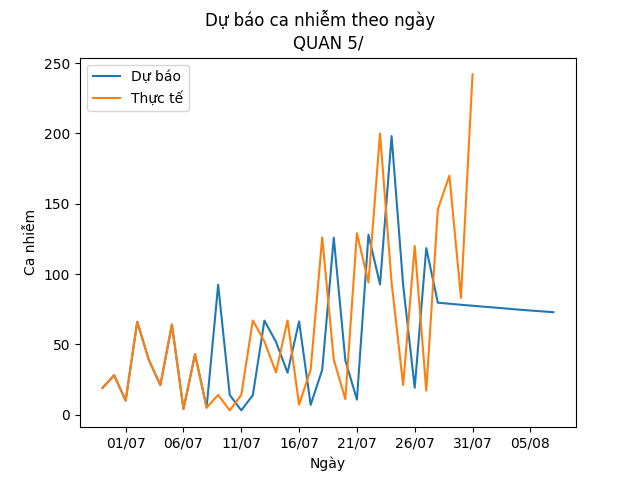 Dự báo ca nhiễm theo ngày
QUAN 5/
250
200
150
100
50
0
Ca nhiễm
Dự báo
Thực tế
01/07 06/07 11/07 16/07 21/07 26/07 31/07 05/08
Ngày